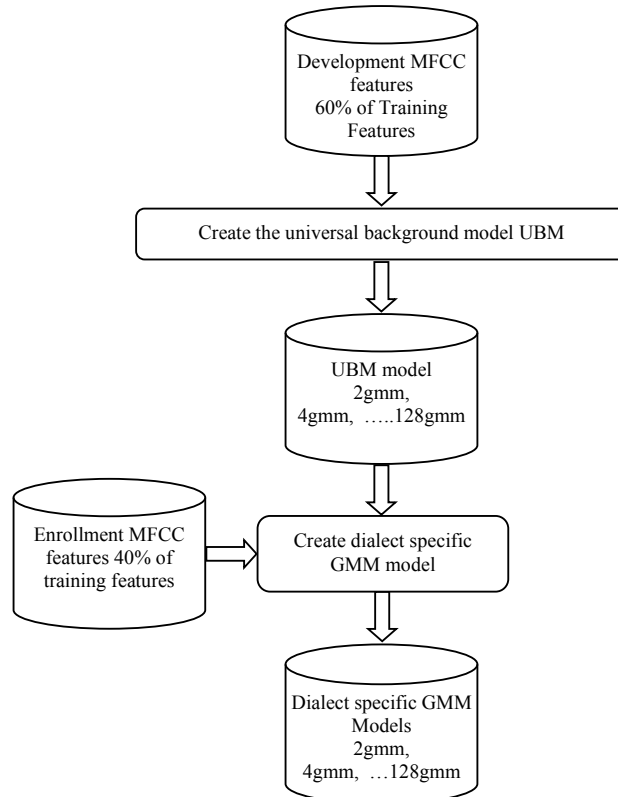 Development MFCC
features
60% of Training
Features
Create the universal background model UBM
UBM model
2gmm,
4gmm, …..128gmm
Enrollment MFCC
features 40% of
training features
Create dialect specific
GMM model
Dialect specific GMM
Models
2gmm,
4gmm, …128gmm